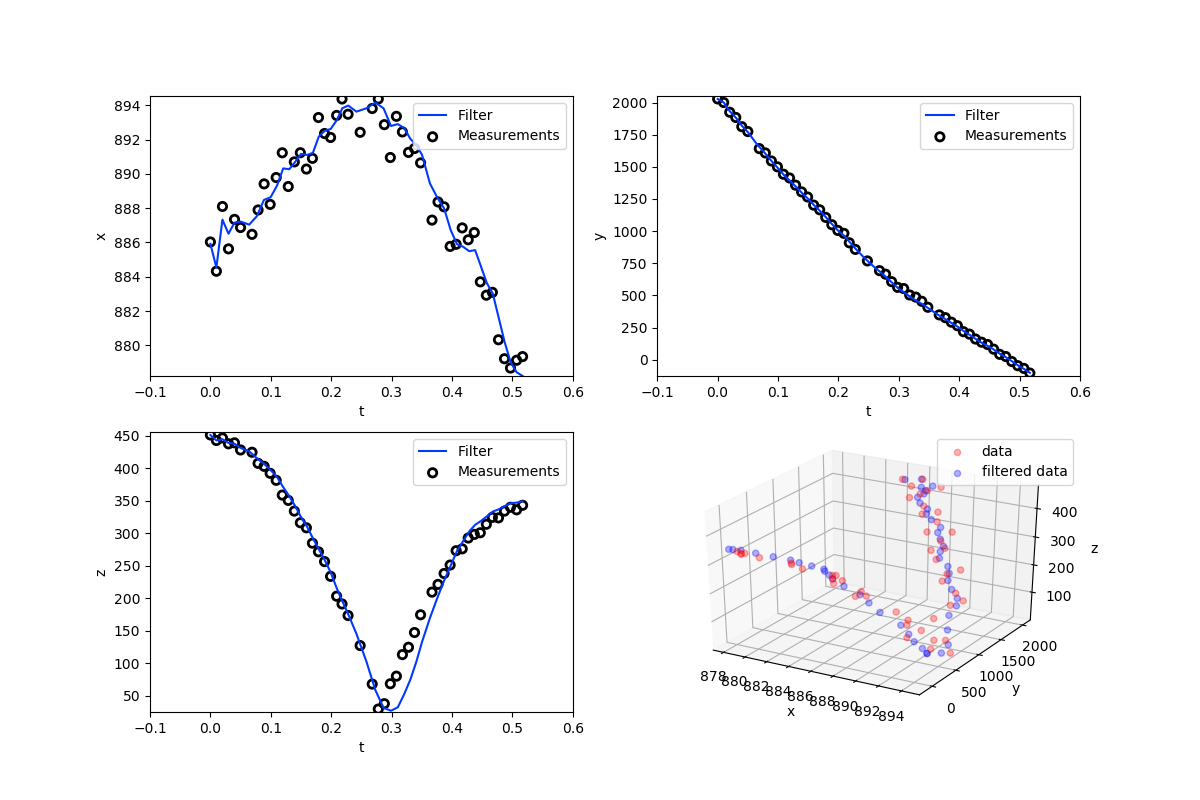 Filter
Measurements
894
892
890
888
886
884
882
880
x
−0.1 0.0 0.1 0.2 0.3 0.4 0.5 0.6
t
Filter
Measurements
2000
1750
1500
1250
1000
750
500
250
0
y
−0.1 0.0 0.1 0.2 0.3 0.4 0.5 0.6
t
Filter
Measurements
450
400
350
300
250
200
150
100
50
z
−0.1 0.0 0.1 0.2 0.3 0.4 0.5 0.6
t
data
filtered data
400
300
200
100
z
2000
1500
1000
500
0
y
878 880 882 884 886 888 890 892 894
x